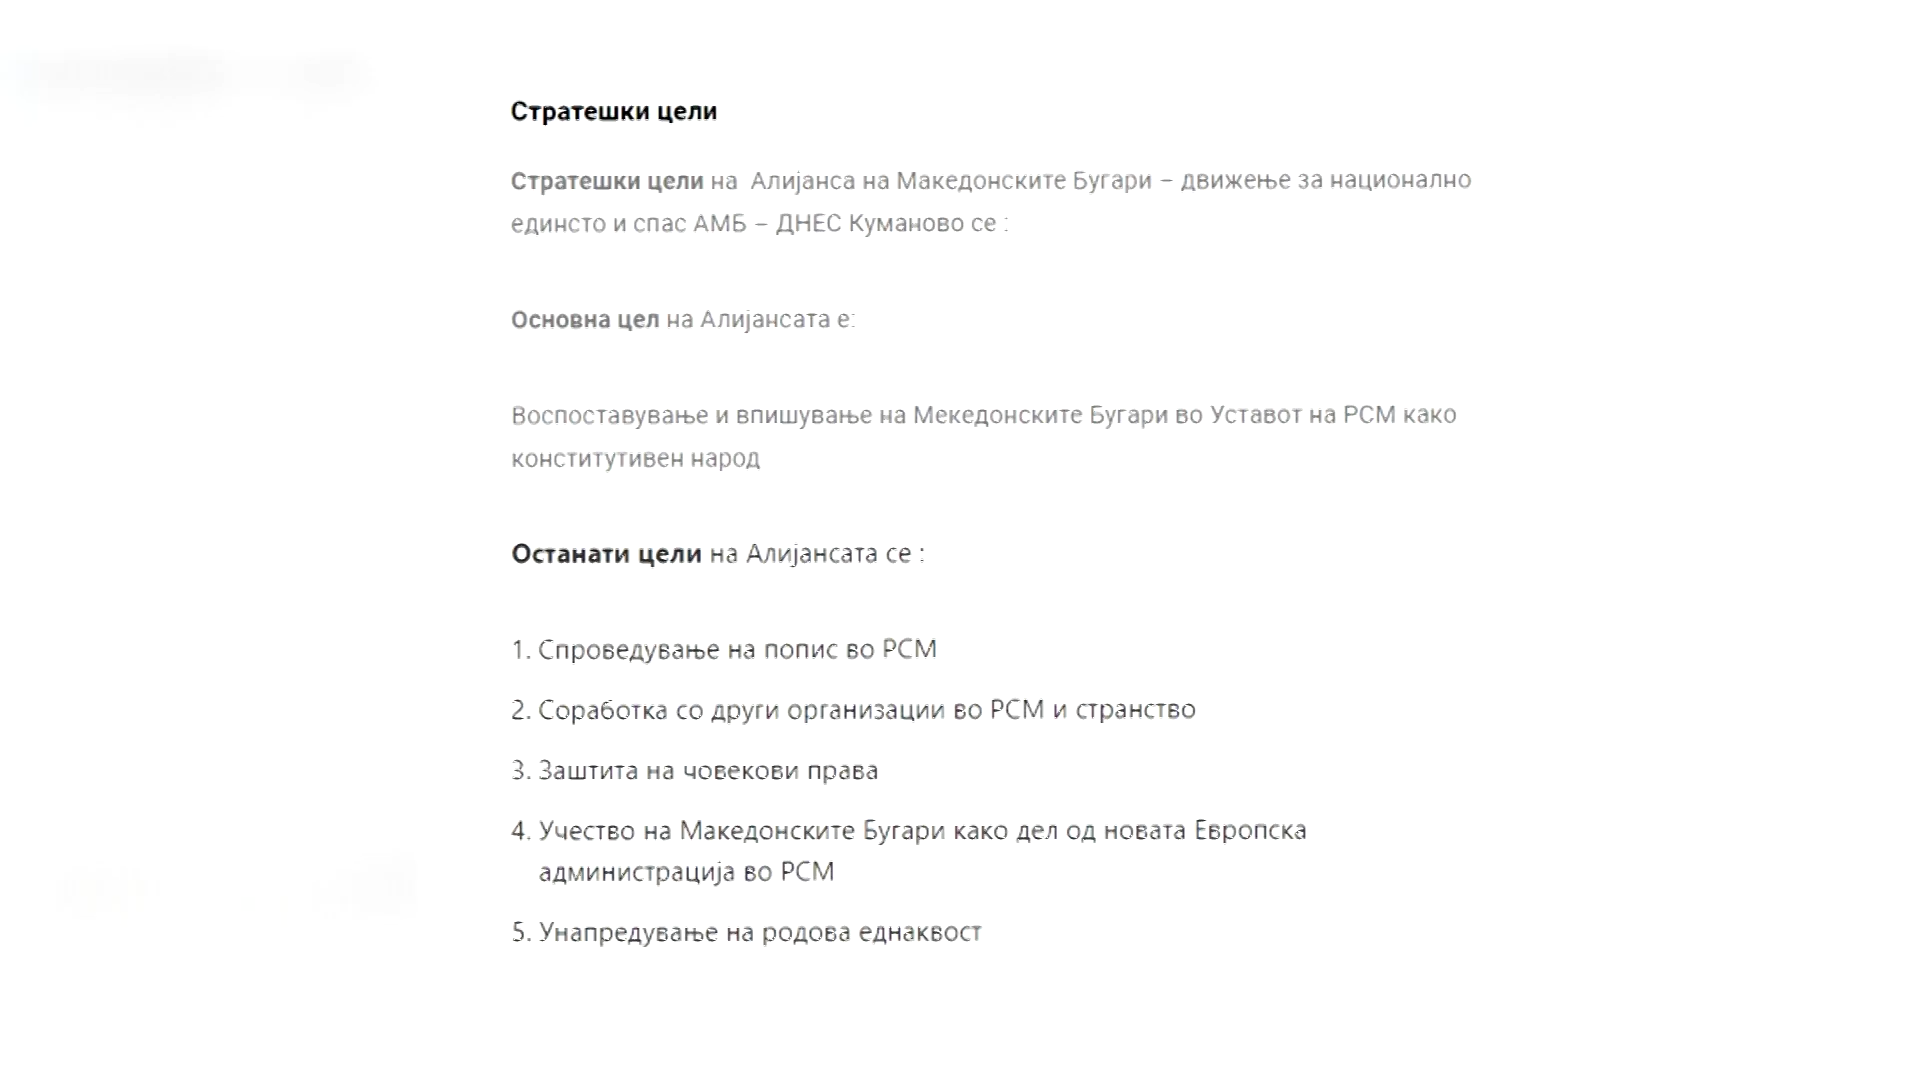 Стратешки цели
Стратешки цели на Алијанса на Македонските Бугари – движење за национално
единсто и спас АМБ – ДНЕС Куманово се :
Основна цел на Алијансата е:
Воспоставување и впишување на Мекедонските Бугари во Уставот на РСМ како
конститутивен народ
Останати цели на Алијансата се :
1. Спроведување на попис во РСМ
2. Соработка со други организации во РСМ и странство
3. Заштита на човекови права
4. Учество на Македонските Бугари како дел од новата Европска
администрација во РСМ
5. Унапредување на родова еднаквост